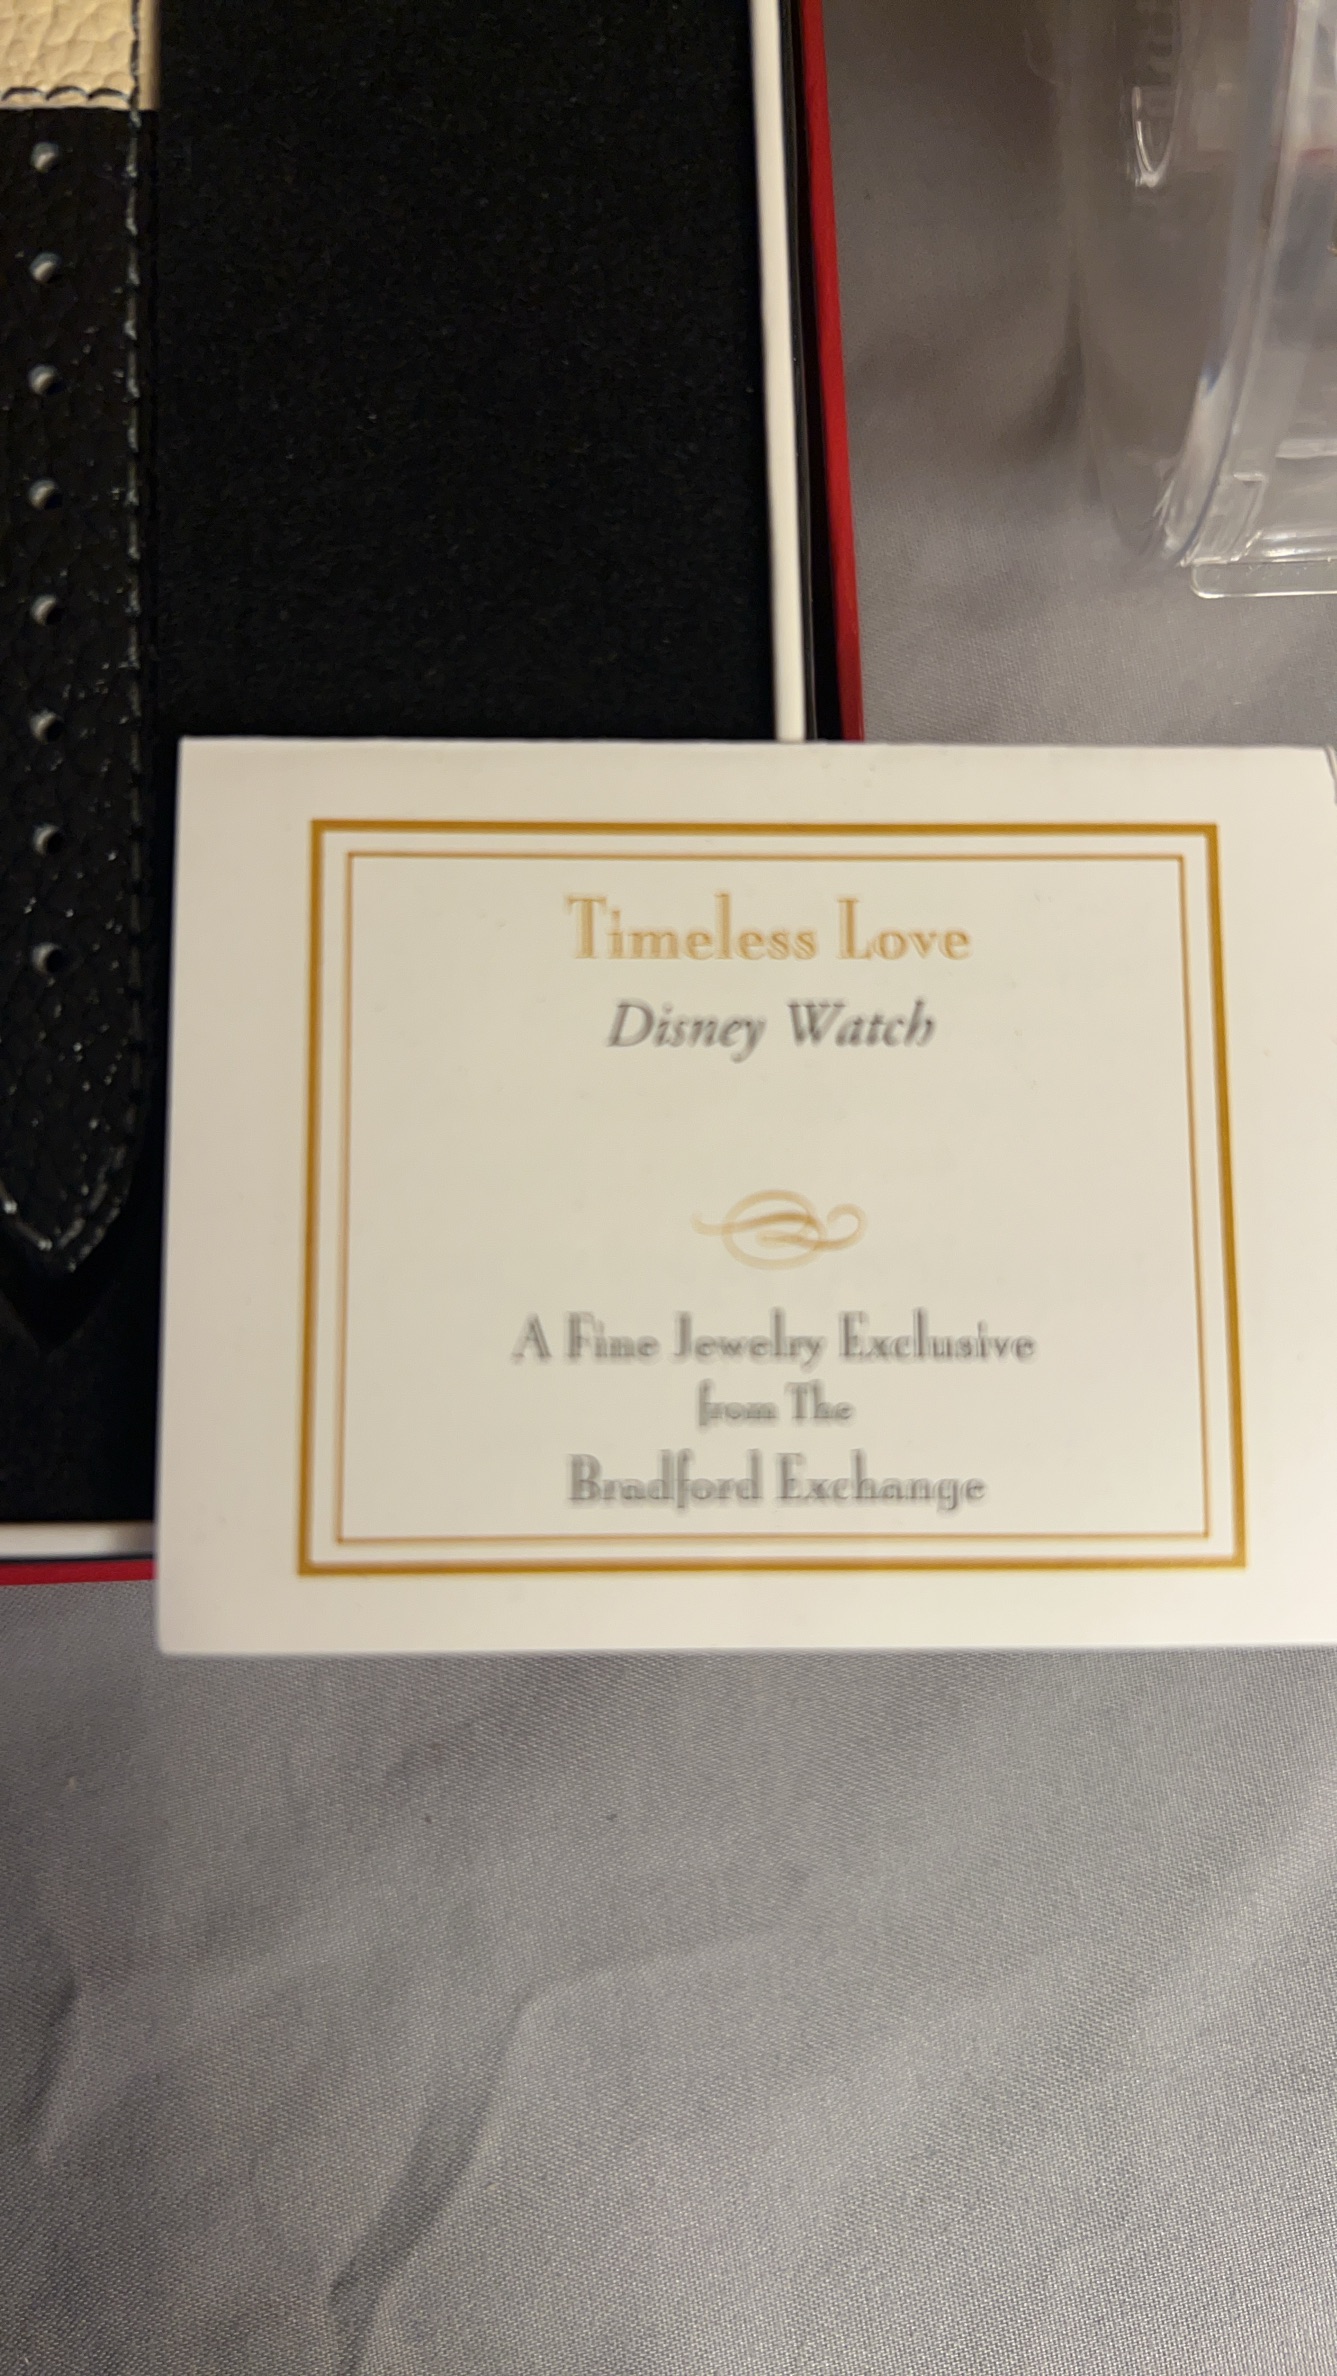 Timeless Love
Disney Watch
A Fine Jewelry Exclusive
from The
Bradford Exchange